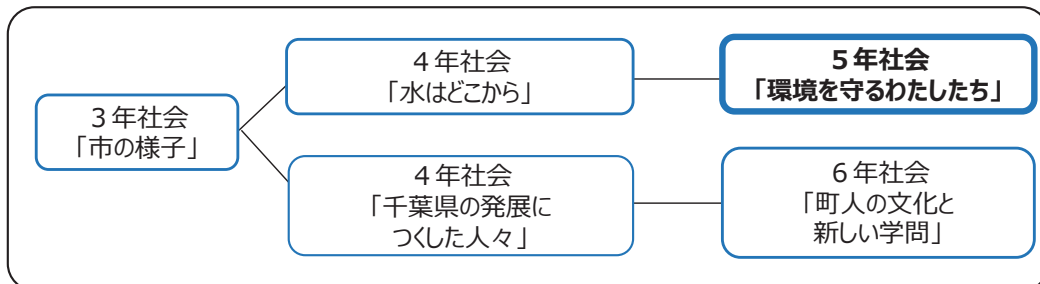 3年社会
「市の様子」
4年社会
「水はどこから」
5年社会
「環境を守るわたしたち」
4年社会
「千葉県の発展に
つくした人々」
6年社会
「町人の文化と
新しい学問」